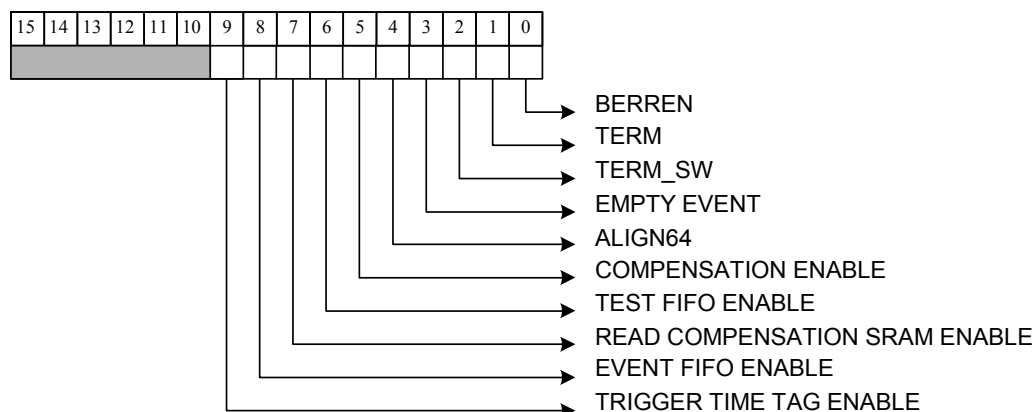 15 14 13 12 11 10 9 8 7 6 5 4 3 2 1 0
BERREN
TERM
TERM_SW
EMPTY EVENT
ALIGN64
COMPENSATION ENABLE
TEST FIFO ENABLE
READ COMPENSATION SRAM ENABLE
EVENT FIFO ENABLE
TRIGGER TIME TAG ENABLE